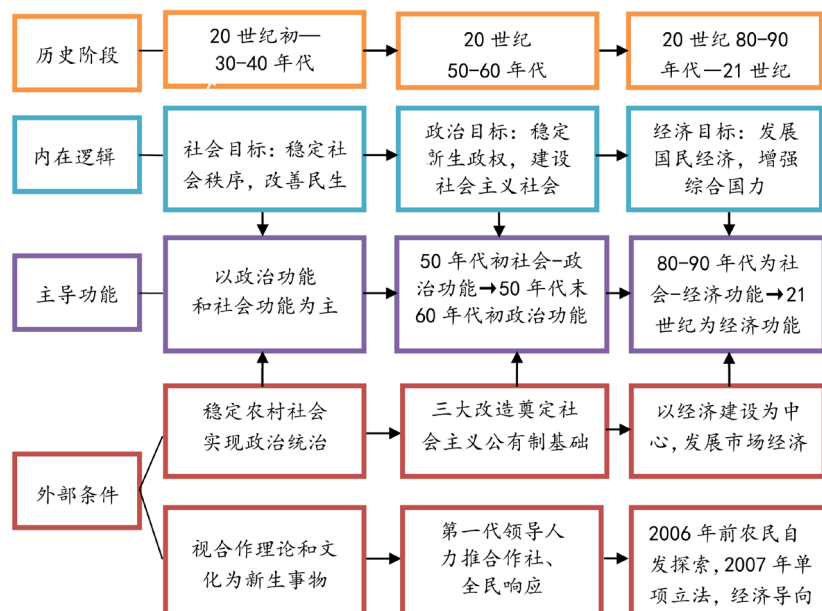 历史阶段
20 世纪初—
30-40 年代
20 世纪
50-60 年代
20 世纪 80-90
年代—21 世纪
内在逻辑
社会目标：稳定社
会秩序，改善民生
政治目标：稳定
新生政权，建设
社会主义社会
经济目标：发展
国民经济，增强
综合国力
主导功能
以政治功能
和社会功能为主
50 年代初社会-政
治功能→50 年代末
60 年代初政治功能
80-90 年代为社
会-经济功能→21
世纪为经济功能
外部条件
稳定农村社会
实现政治统治
三大改造奠定社
会主义公有制基础
以经济建设为中
心，发展市场经济
视合作理论和文
化为新生事物
第一代领导人
力推合作社、
全民响应
2006 年前农民自
发探索，2007 年单
项立法，经济导向